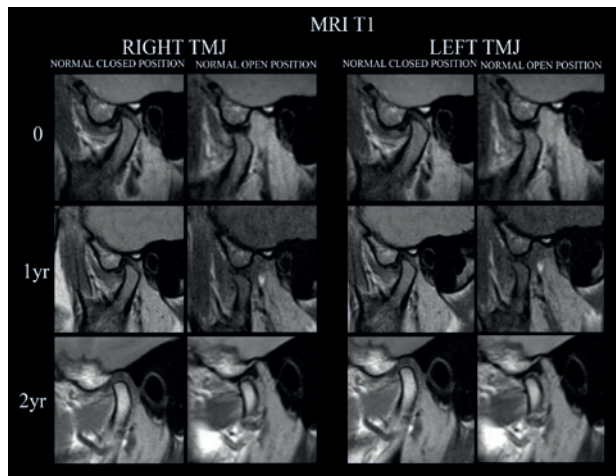 MRI T1
RIGHT TMJ LEFT TMJ
NORMAL CLOSED POSITION NORMAL OPEN POSITION NORMAL CLOSED POSITION NORMAL OPEN POSITION
0
1yr
2yr